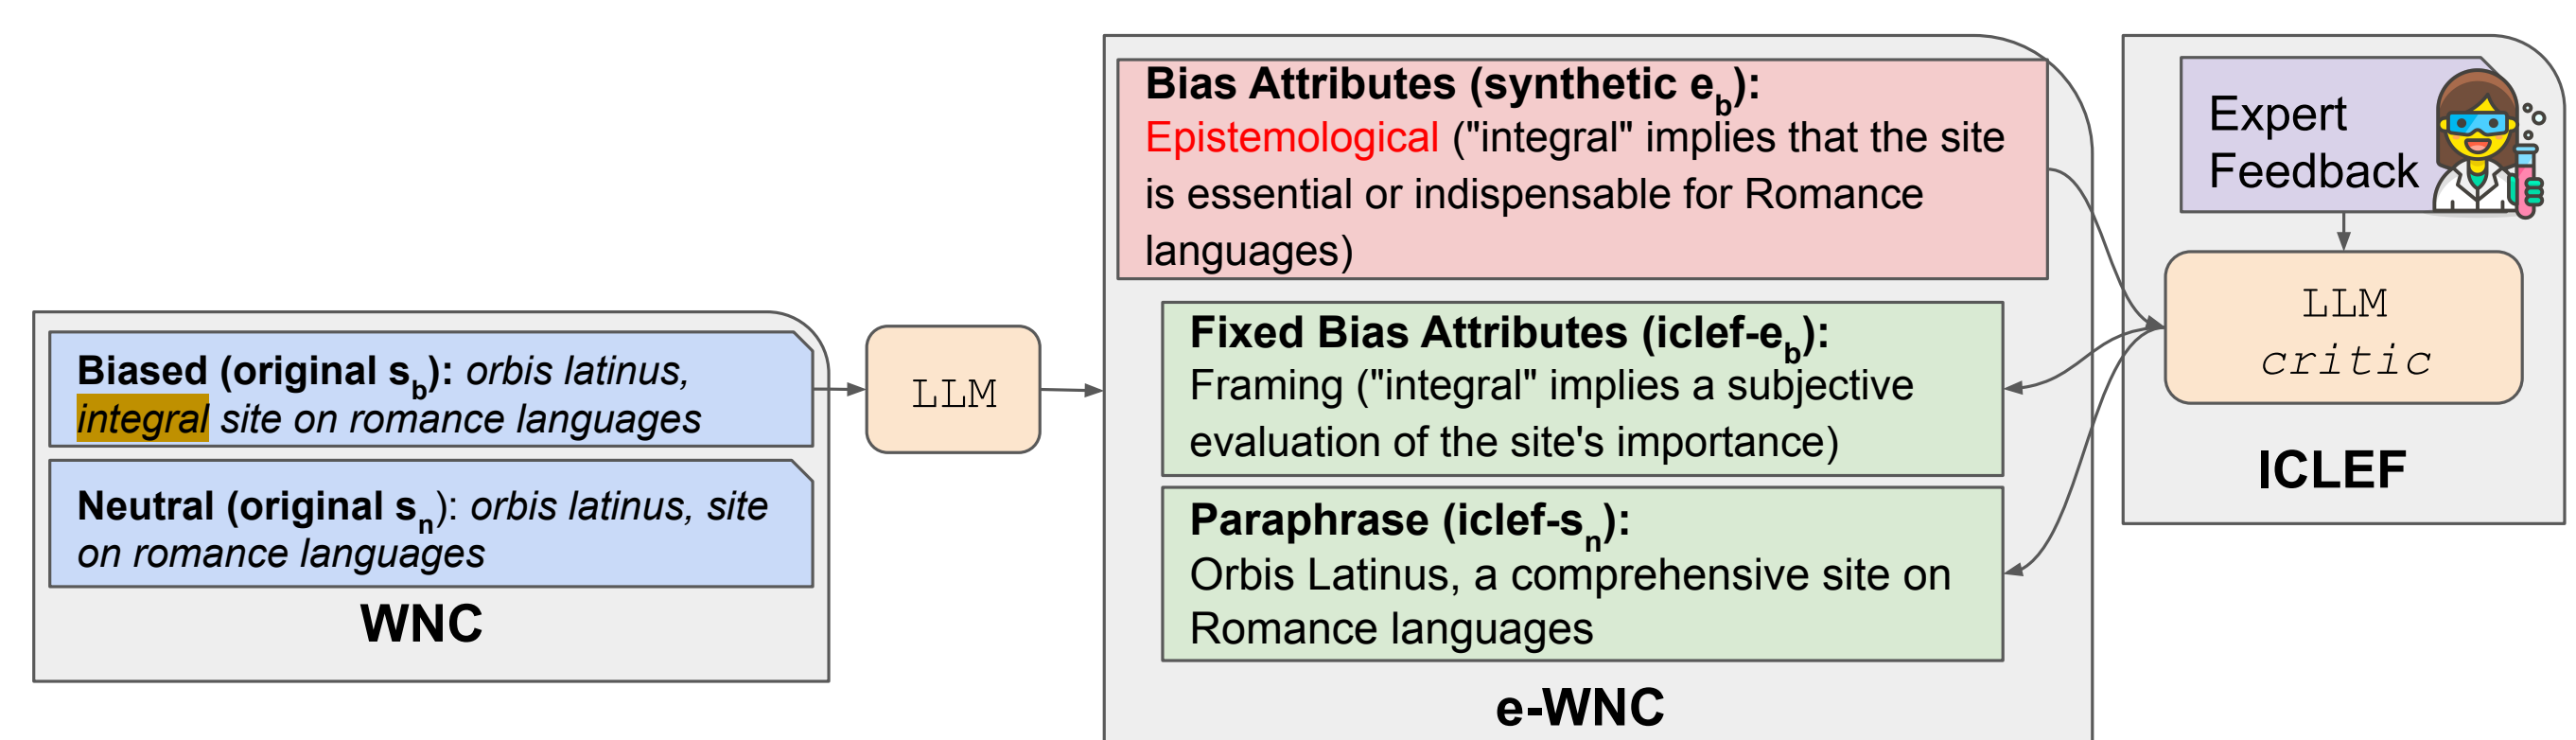 Biased (original s_b): orbis latinus,
integral site on romance languages
Neutral (original s_n): orbis latinus, site
on romance languages
WNC
LLM
Bias Attributes (synthetic e_b):
Epistemological ("integral" implies that the site
is essential or indispensable for Romance
languages)
Fixed Bias Attributes (iclef-e_b):
Framing ("integral" implies a subjective
evaluation of the site's importance)
Paraphrase (iclef-s_n):
Orbis Latinus, a comprehensive site on
Romance languages
e-WNC
Expert
Feedback
LLM
critic
ICLEF